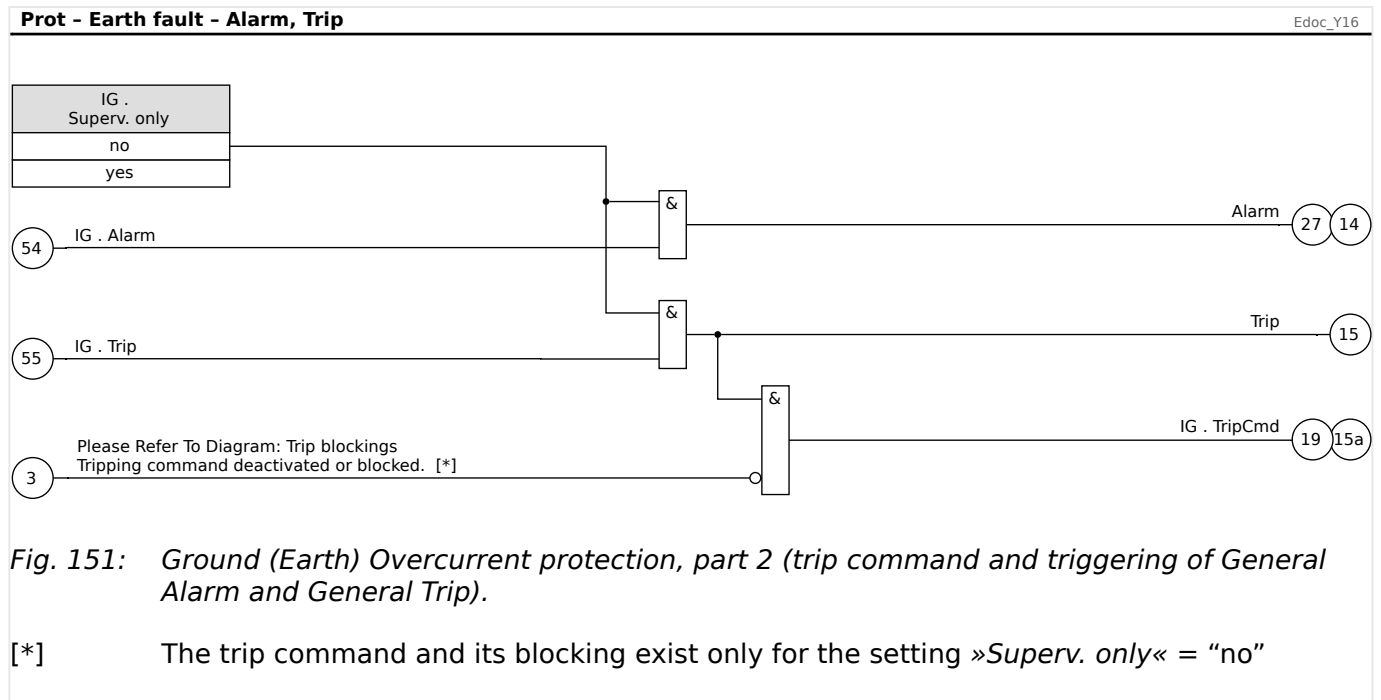 Prot – Earth fault – Alarm, Trip
Edoc_Y16
IG .
Superv. only
no
yes
&
Alarm
27
14
54
IG . Alarm
&
Trip
15
55
IG . Trip
&
IG . TripCmd
19
15a
Please Refer To Diagram: Trip blockings
Tripping command deactivated or blocked. [*]
3
Fig. 151: Ground (Earth) Overcurrent protection, part 2 (trip command and triggering of General
Alarm and General Trip).
[*] The trip command and its blocking exist only for the setting »Superv. only« = “no”